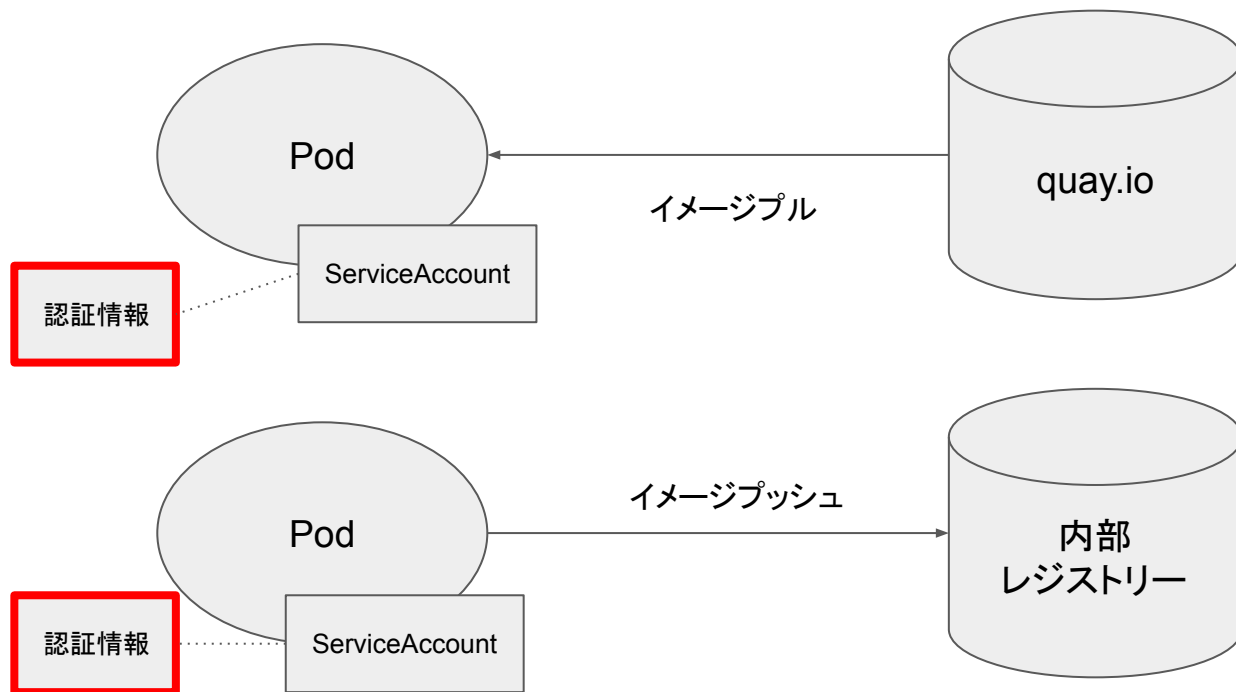 Pod
quay.io
イメージプル
ServiceAccount
認証情報
イメージプッシュ
Pod
内部
レジストリー
ServiceAccount
認証情報